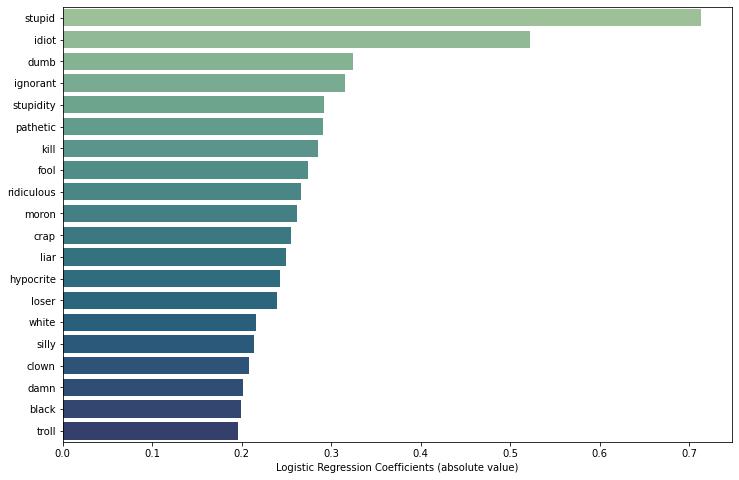 stupid
idiot
dumb
ignorant
stupidity
pathetic
kill
fool
ridiculous
moron
crap
liar
hypocrite
loser
white
silly
clown
damn
black
troll
0.0 0.1 0.2 0.3 0.4 0.5 0.6 0.7
Logistic Regression Coefficients (absolute value)